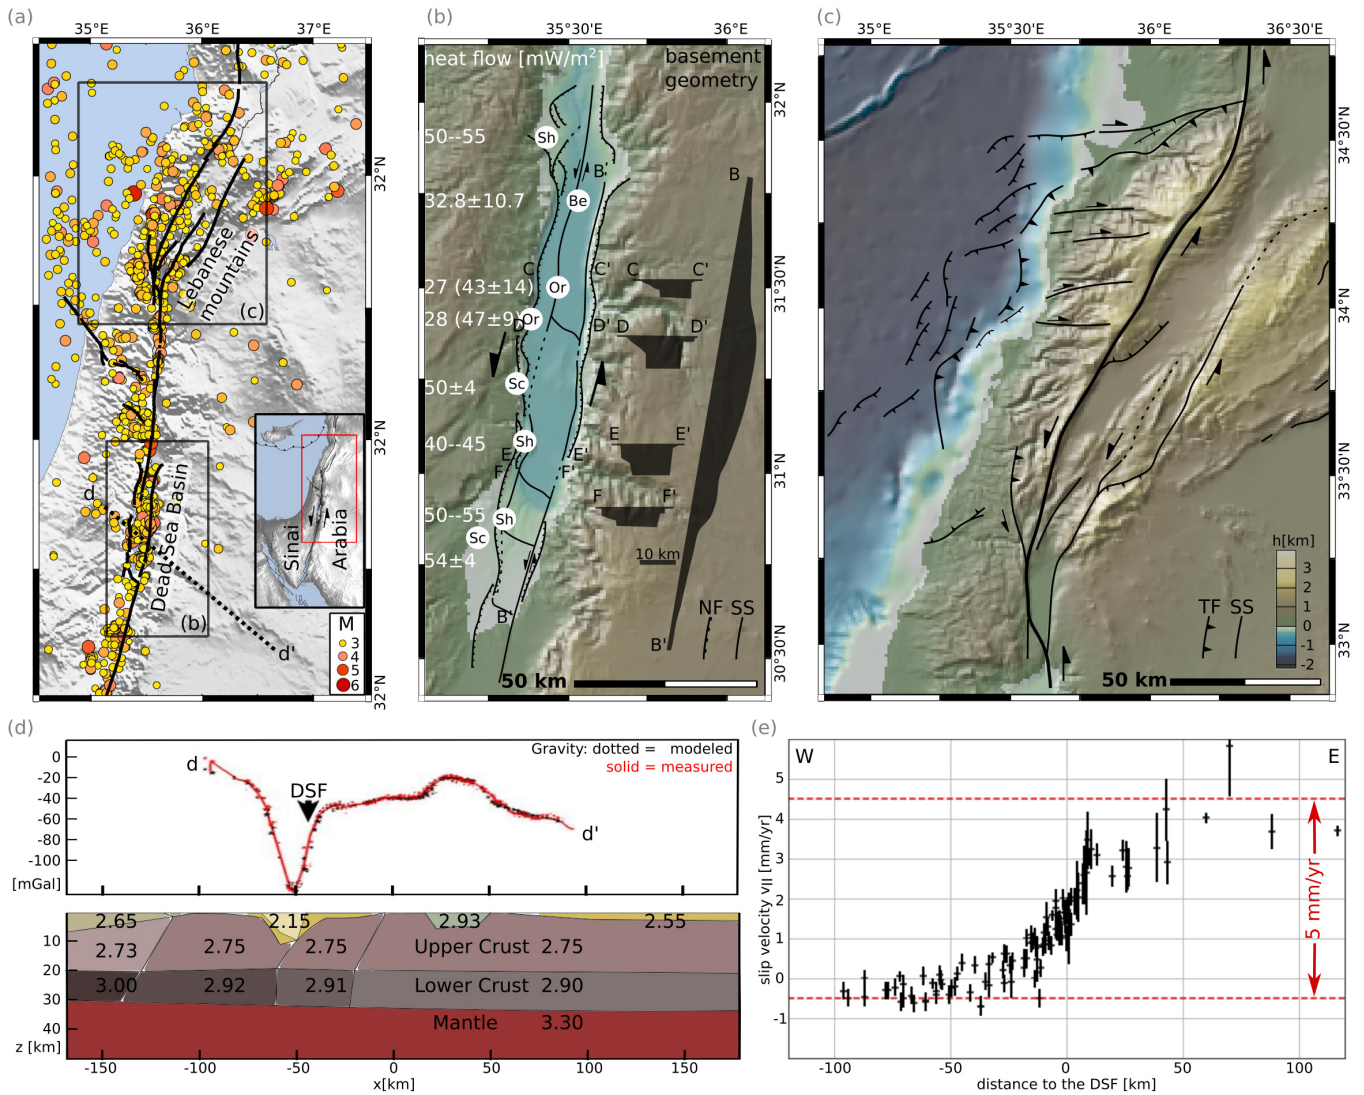 (a)
35°E
36°E
37°E
32°N
32°N
32°N
Lebanese
mountains
(c)
Dead Sea Basin
d
d'
(b)
Sinai
Arabia
M
3
4
5
6
(b)
35°30'E
heat flow [mW/m²]
basement
geometry
50--55
32.8±10.7
27 (43±14)
28 (47±9)
50±4
40--45
50--55
54±4
Sh
Be
Or
Or
Sc
Sh
Sh
Sc
B'
C
C'
D
D'
E
E'
F
F'
B
B
C
C'
D
D'
E
E'
F
F'
B'
10 km
NF SS
50 km
32°N
31°30'N
31°N
30°30'N
(c)
35°E
35°30'E
36°E
36°30'E
34°30'N
34°N
33°30'N
33°N
h[km]
3
2
1
0
-1
-2
TF SS
50 km
(d)
Gravity: dotted = modeled
solid = measured
d
DSF
d'
0
-20
-40
-60
-80
-100
[mGal]
2.65
2.15
2.93
2.55
2.73
2.75
2.75
Upper Crust 2.75
3.00
2.92
2.91
Lower Crust 2.90
Mantle 3.30
10
20
30
40
z [km]
-150
-100
-50
0
50
100
150
x[km]
(e)
W
E
5 mm/yr
slip velocity v|| [mm/yr]
5
4
3
2
1
0
-1
-100
-50
0
50
100
distance to the DSF [km]